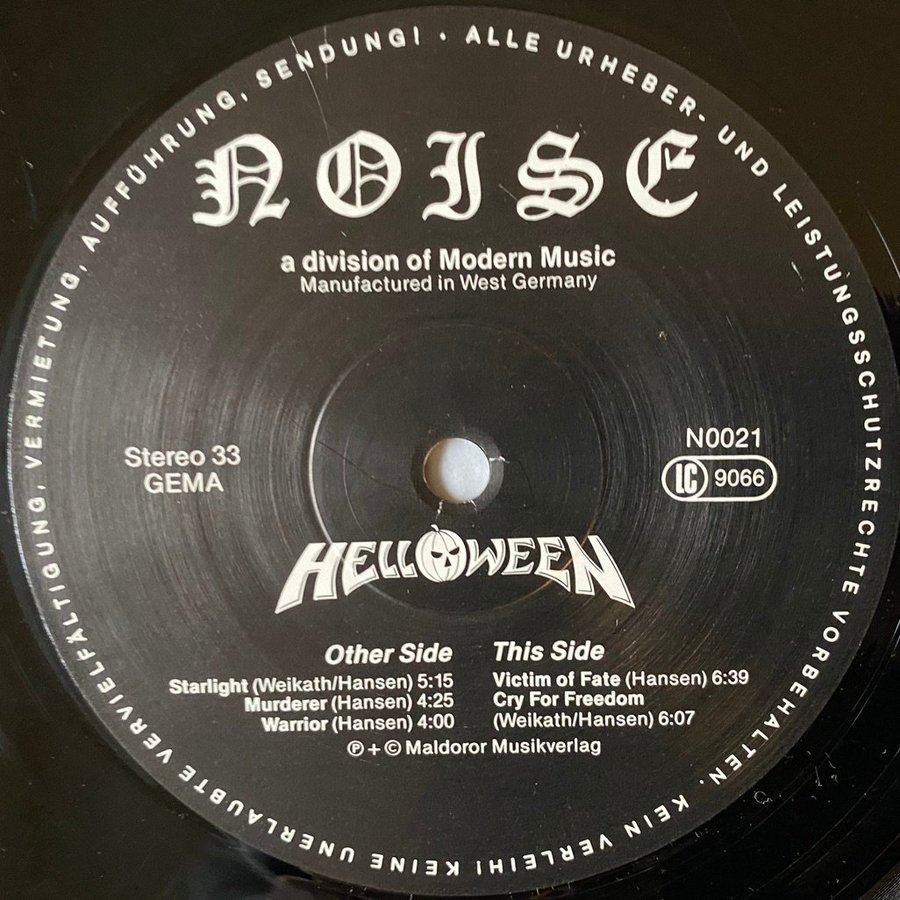 ALLE URHEBER- UND LEISTUNGSSCHUTZRECHTE VORBEHALTEN. KEIN VERLEIH! KEINE UNERLAUBTE VERVIELFÄLTIGUNG, VERMIETUNG, AUFFÜHRUNG, SENDUNG! •
NOISE
a division of Modern Music
Manufactured in West Germany
Stereo 33
GEMA
N0021
LC 9066
HELLOWEEN
Other Side
Starlight (Weikath/Hansen) 5:15
Murderer (Hansen) 4:25
Warrior (Hansen) 4:00
This Side
Victim of Fate (Hansen) 6:39
Cry For Freedom
(Weikath/Hansen) 6:07
℗ + © Maldoror Musikverlag